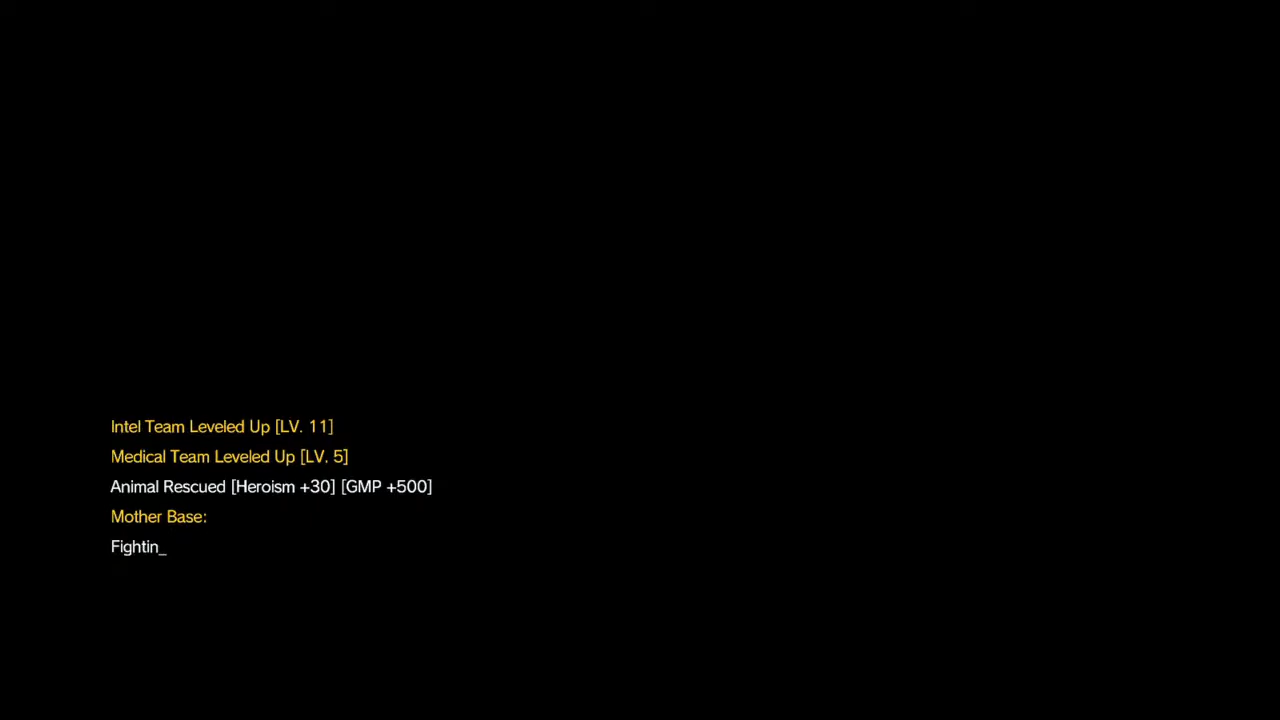 Intel Team Leveled Up [LV. 11]
Medical Team Leveled Up [LV. 5]
Animal Rescued [Heroism +30] [GMP +500]
Mother Base:
Fightin_